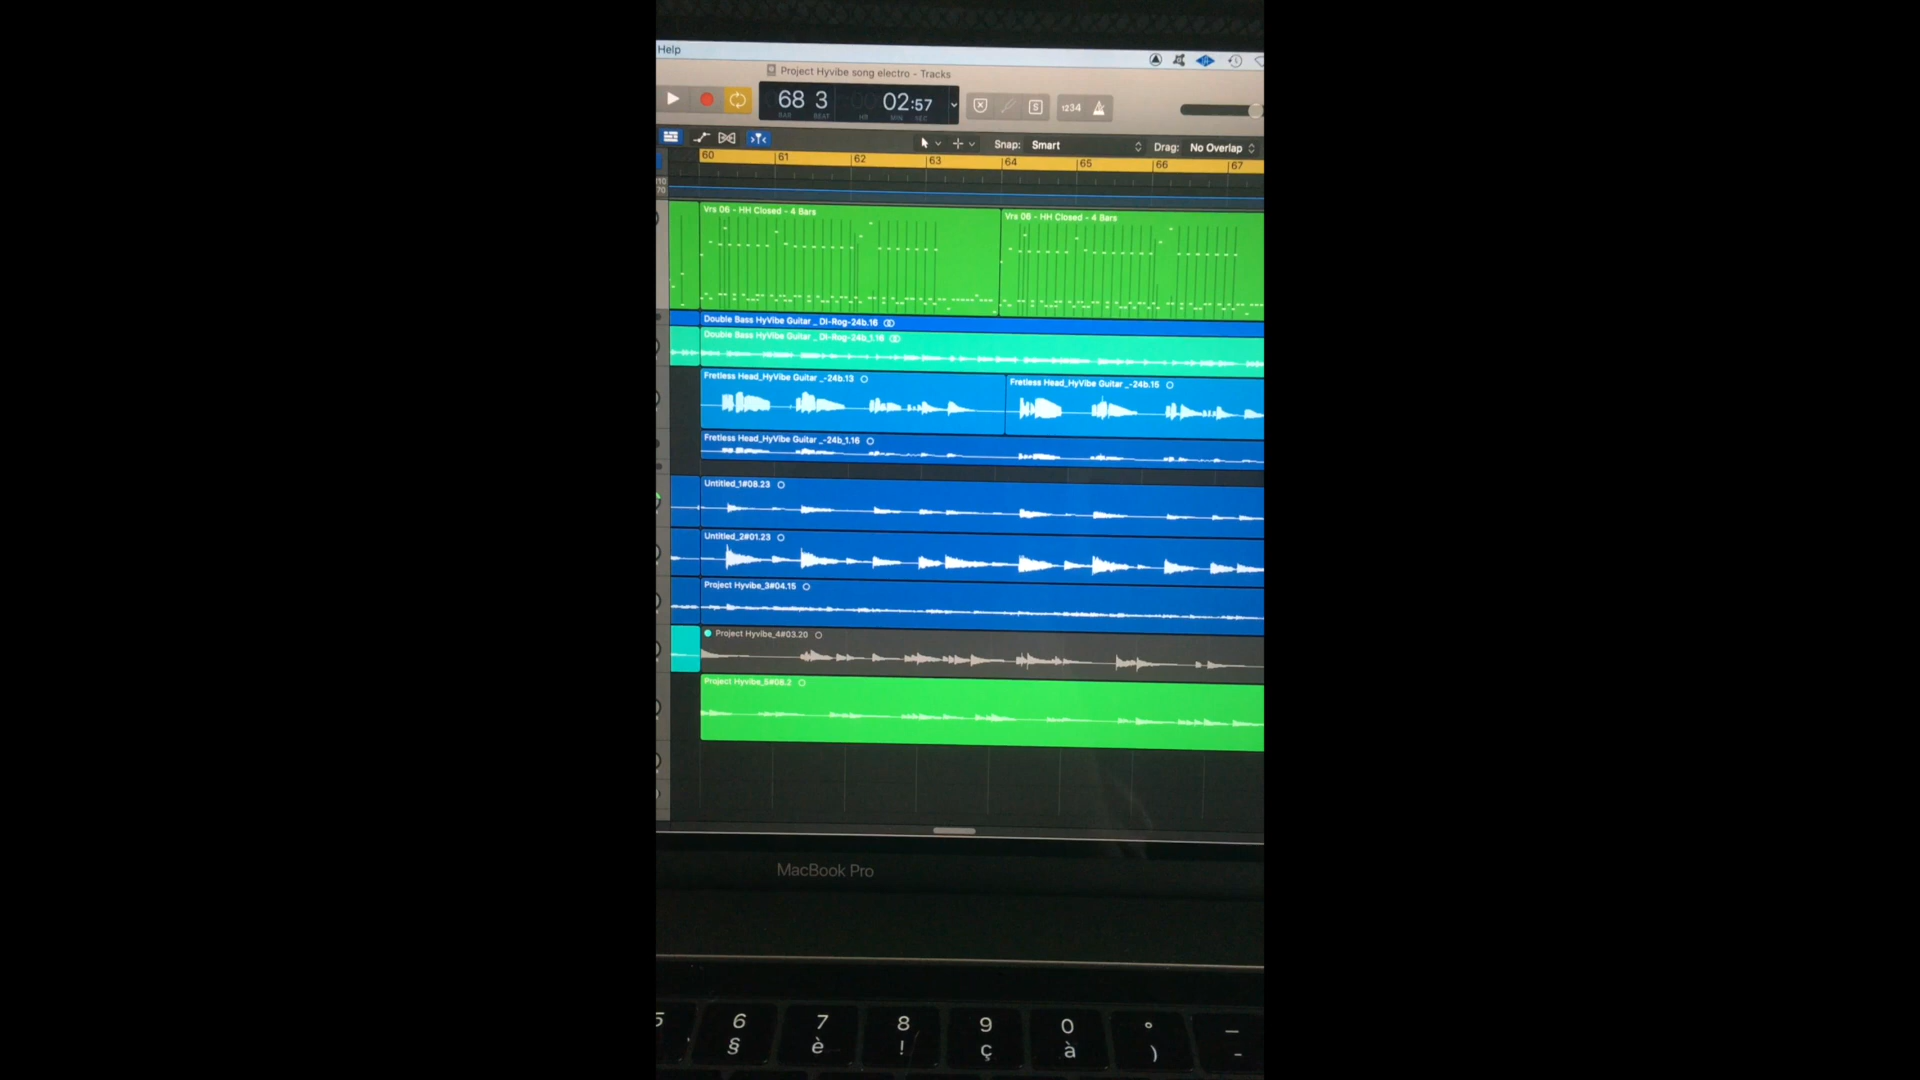 Help
Project Hyvibe song electro - Tracks
68 3 02:57
BAR BEAT HR MIN SEC
S 1234
Snap: Smart Drag: No Overlap
60 61 62 63 64 65 66 67
Vrs 06 - HH Closed - 4 Bars Vrs 06 - HH Closed - 4 Bars
Double Bass HyVibe Guitar _ DI-Rog-24b.16
Double Bass HyVibe Guitar _ DI-Rog-24b_1.16
Fretless Head_HyVibe Guitar _-24b.13 Fretless Head_HyVibe Guitar _-24b.15
Fretless Head_HyVibe Guitar _-24b_1.16
Untitled_1#08.23
Untitled_2#01.23
Project Hyvibe_3#04.15
Project Hyvibe_4#03.20
Project Hyvibe_5#08.2
MacBook Pro
5 6 7 8 9 0 ° _
§ è ! ç à ) -